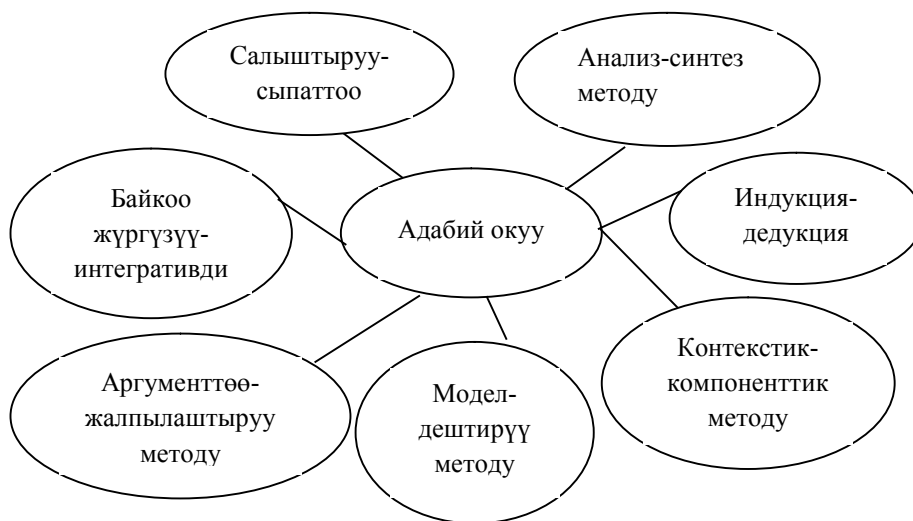 Салыштыруу-
сыпаттоо
Анализ-синтез
методу
Байкоо
жүргүзүү-
интегративди
Адабий окуу
Индукция-
дедукция
Аргументтөө-
жалпылаштыруу
методу
Модел-
дештирүү
методу
Контекстик-
компоненттик
методу